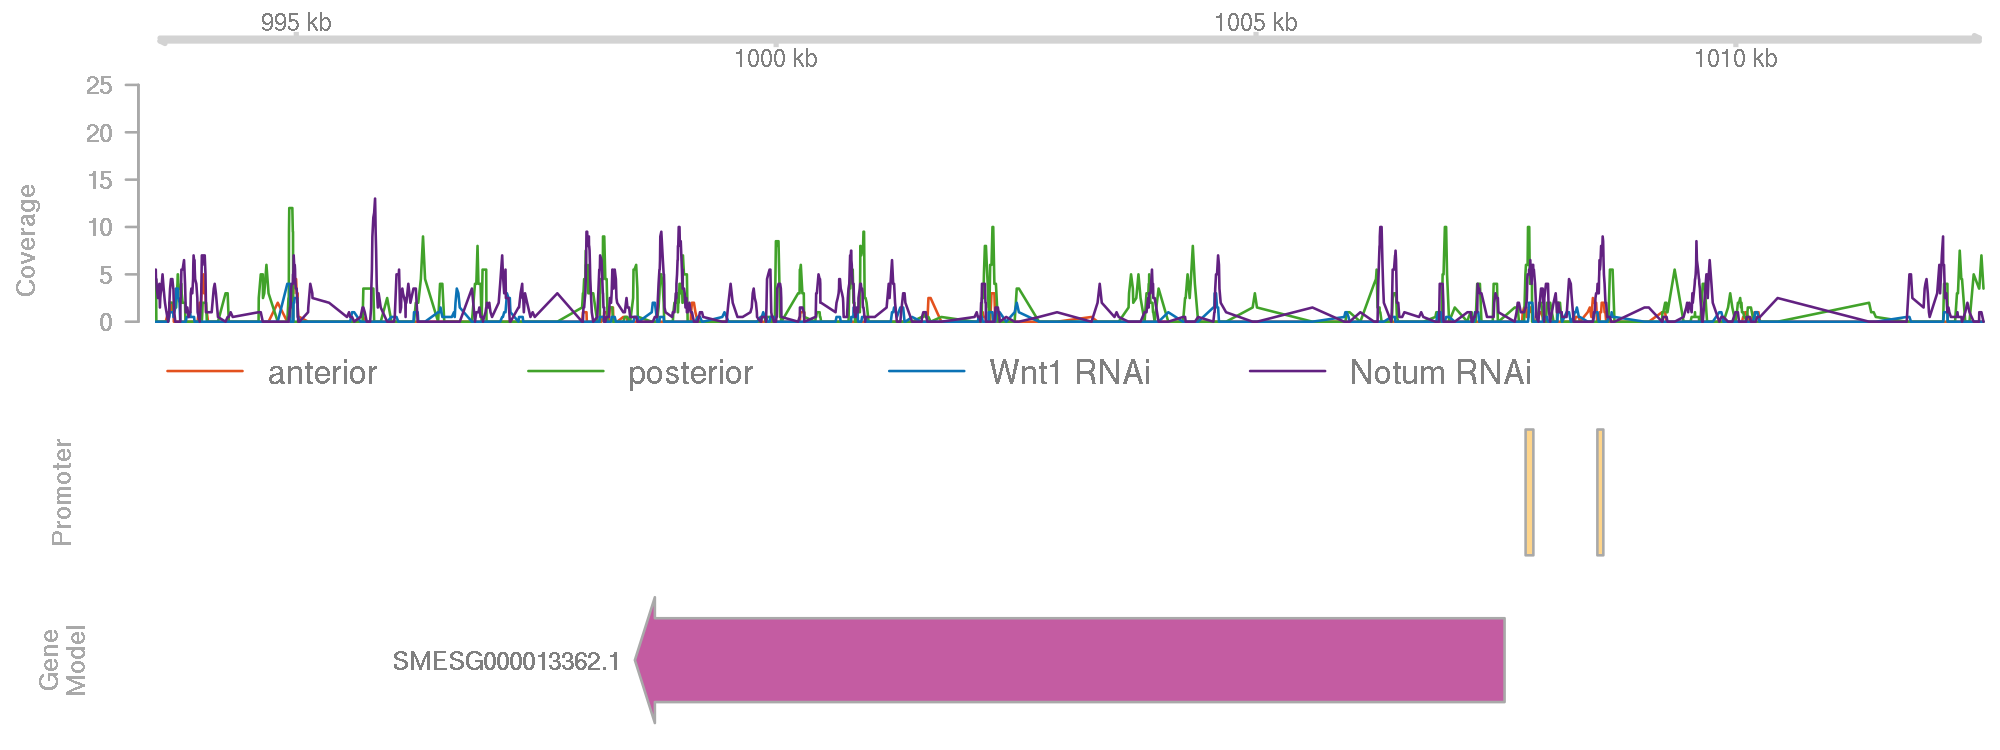 995 kb
1005 kb
1000 kb
1010 kb
25
20
15
10
5
0
Coverage
anterior posterior Wnt1 RNAi Notum RNAi
Promoter
Gene
Model
SMESG000013362.1